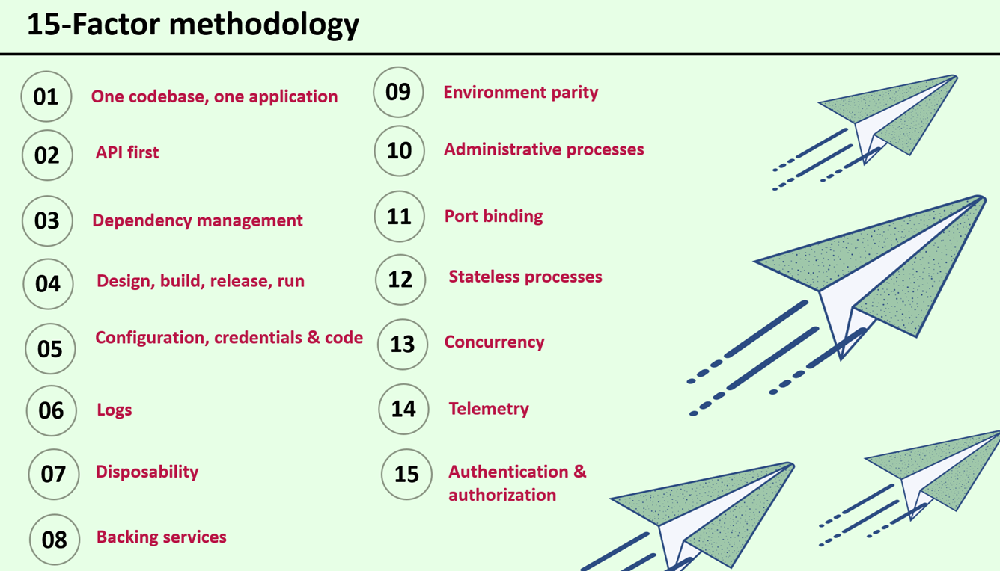 15-Factor methodology
01 One codebase, one application
02 API first
03 Dependency management
04 Design, build, release, run
05 Configuration, credentials & code
06 Logs
07 Disposability
08 Backing services
09 Environment parity
10 Administrative processes
11 Port binding
12 Stateless processes
13 Concurrency
14 Telemetry
15 Authentication &
authorization